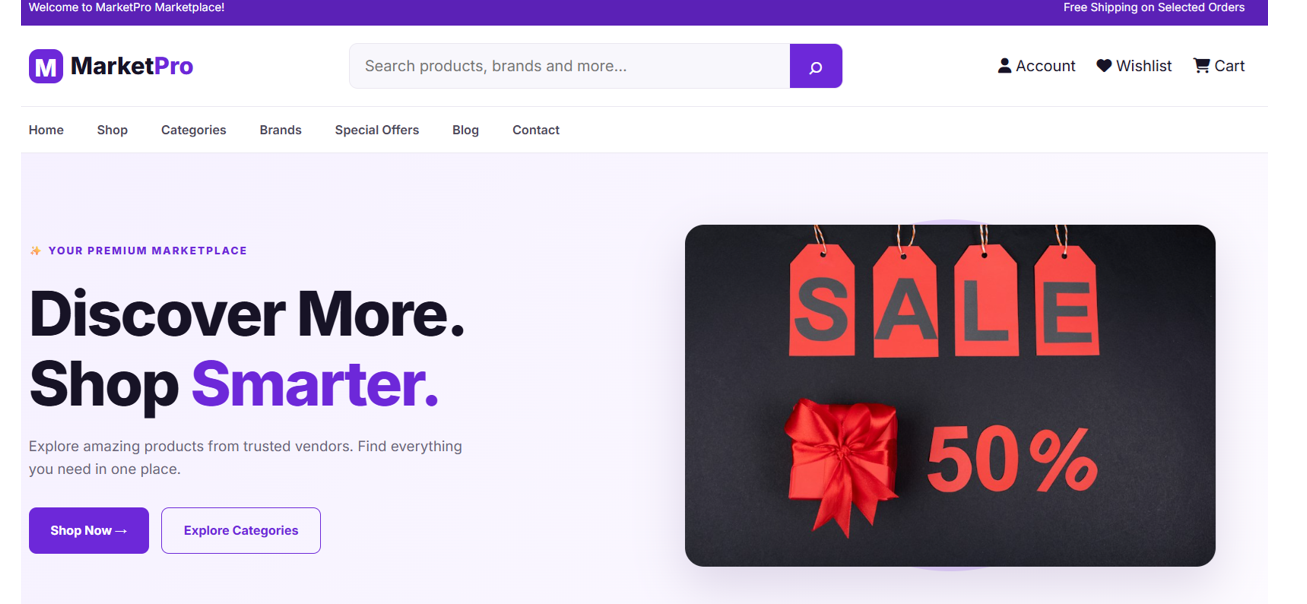 Welcome to MarketPro Marketplace!
Free Shipping on Selected Orders
M MarketPro
Search products, brands and more...
Account
Wishlist
Cart
Home
Shop
Categories
Brands
Special Offers
Blog
Contact
✨ YOUR PREMIUM MARKETPLACE
Discover More.
Shop Smarter.
Explore amazing products from trusted vendors. Find everything
you need in one place.
Shop Now →
Explore Categories
SALE
50%